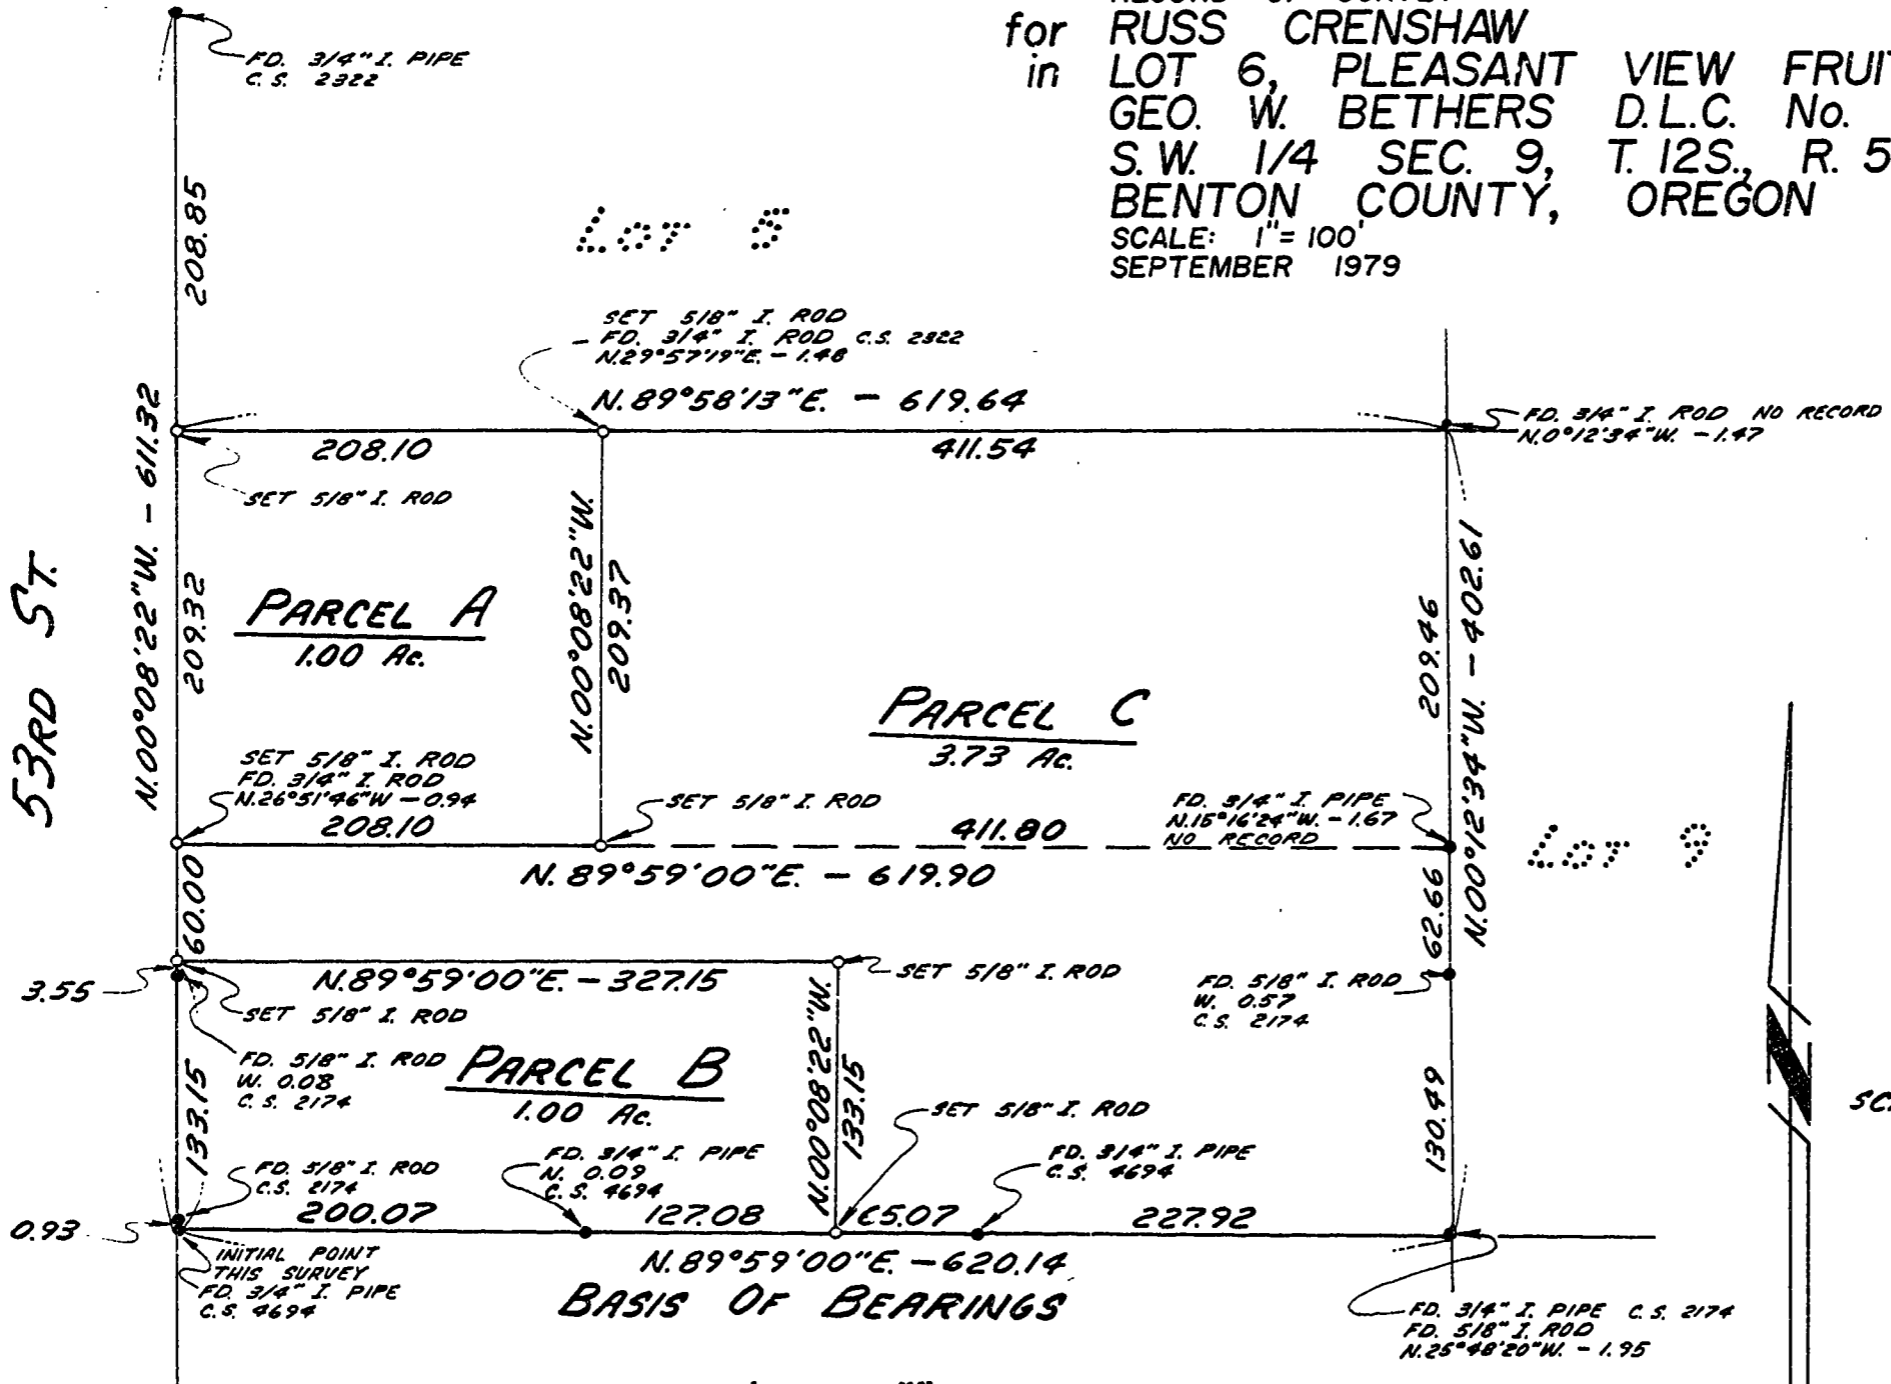 for RUSS CRENSHAW
in LOT 6, PLEASANT VIEW FRUIT
GEO. W. BETHERS D.L.C. No.
S.W. 1/4 SEC. 9, T. 12S., R. 5
BENTON COUNTY, OREGON
SCALE: 1"= 100'
SEPTEMBER 1979
FD. 3/4" I. PIPE
C.S. 2322
208.85
Lot 5
SET 5/8" I. ROD
FD. 3/4" I. ROD C.S. 2322
N.29°57'19"E. - 1.48
N.89°58'13"E. - 619.64
FD. 3/4" I. ROD NO RECORD
N.0°12'34"W. - 1.47
208.10
411.54
SET 5/8" I. ROD
53RD ST.
N.00°08'22"W. - 611.32
209.32
PARCEL A
1.00 Ac.
N.00°08'22"W.
209.37
PARCEL C
3.73 Ac.
209.46
N.00°12'34"W. - 402.61
SET 5/8" I. ROD
FD. 3/4" I. ROD
N.26°51'46"W - 0.94
208.10
SET 5/8" I. ROD
411.80
FD. 3/4" I. PIPE
N.15°16'24"W. - 1.67
NO RECORD
Lot 9
N. 89°59'00"E. - 619.90
60.00
62.66
3.55
N.89°59'00"E. - 327.15
SET 5/8" I. ROD
SET 5/8" I. ROD
FD. 5/8" I. ROD
W. 0.57
C.S. 2174
FD. 5/8" I. ROD
W. 0.08
C.S. 2174
PARCEL B
1.00 Ac.
133.15
N.00°08'22"W.
133.15
SET 5/8" I. ROD
130.49
SC
FD. 5/8" I. ROD
C.S. 2174
FD. 3/4" I. PIPE
N. 0.09
C.S. 4694
FD. 3/4" I. PIPE
C.S. 4694
0.93
200.07
127.08
65.07
227.92
INITIAL POINT
THIS SURVEY
FD. 3/4" I. PIPE
C.S. 4694
N.89°59'00"E. - 620.14
BASIS OF BEARINGS
FD. 3/4" I. PIPE C.S. 2174
FD. 5/8" I. ROD
N.25°48'20"W. - 1.95